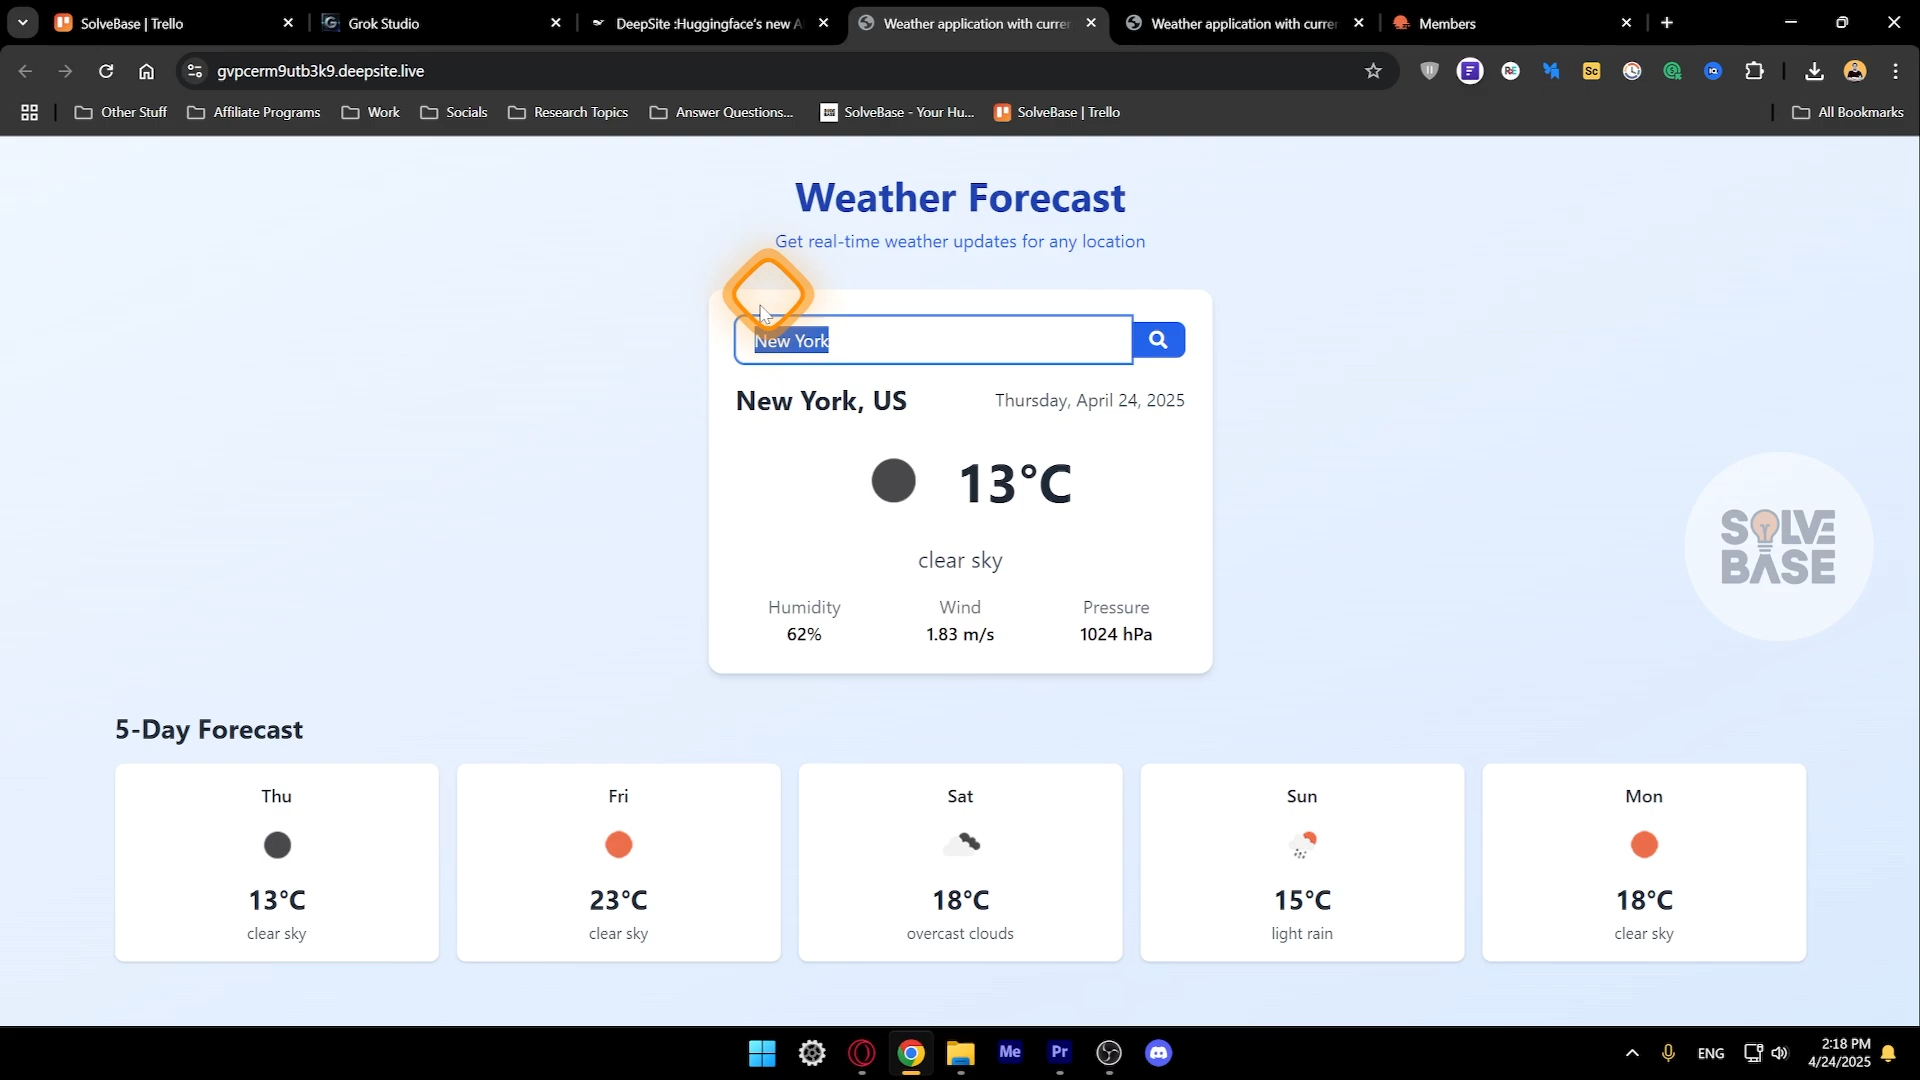 SolveBase | Trello
Grok Studio
DeepSite :Huggingface's new A
Weather application with curre
Weather application with curre
Members
gvpcerm9utb3k9.deepsite.live
Other Stuff
Affiliate Programs
Work
Socials
Research Topics
Answer Questions...
SolveBase - Your Hu...
SolveBase | Trello
All Bookmarks
Weather Forecast
Get real-time weather updates for any location
New York
New York, US
Thursday, April 24, 2025
13°C
clear sky
Humidity
Wind
Pressure
62%
1.83 m/s
1024 hPa
SOLVE
BASE
5-Day Forecast
Thu
Fri
Sat
Sun
Mon
13°C
23°C
18°C
15°C
18°C
clear sky
clear sky
overcast clouds
light rain
clear sky
Me
Pr
ENG
2:18 PM
4/24/2025